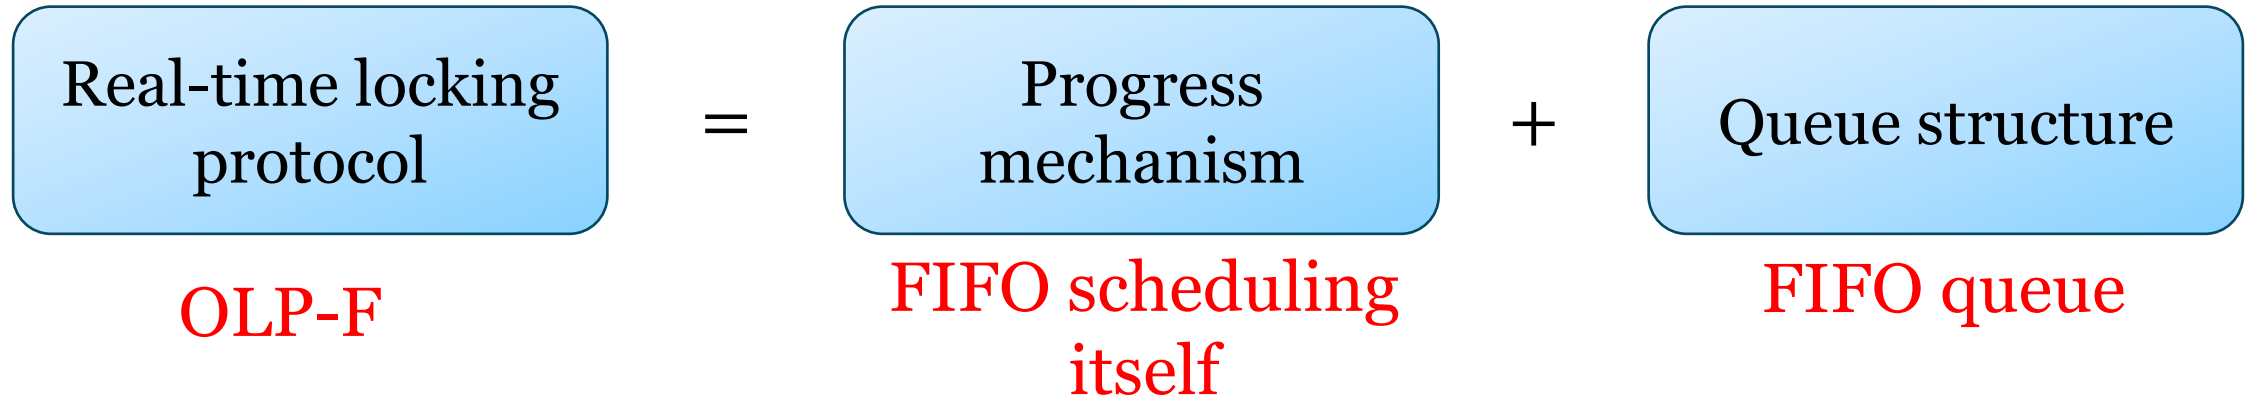 Real-time locking
protocol
=
Progress
mechanism
+
Queue structure
OLP-F
FIFO scheduling
itself
FIFO queue